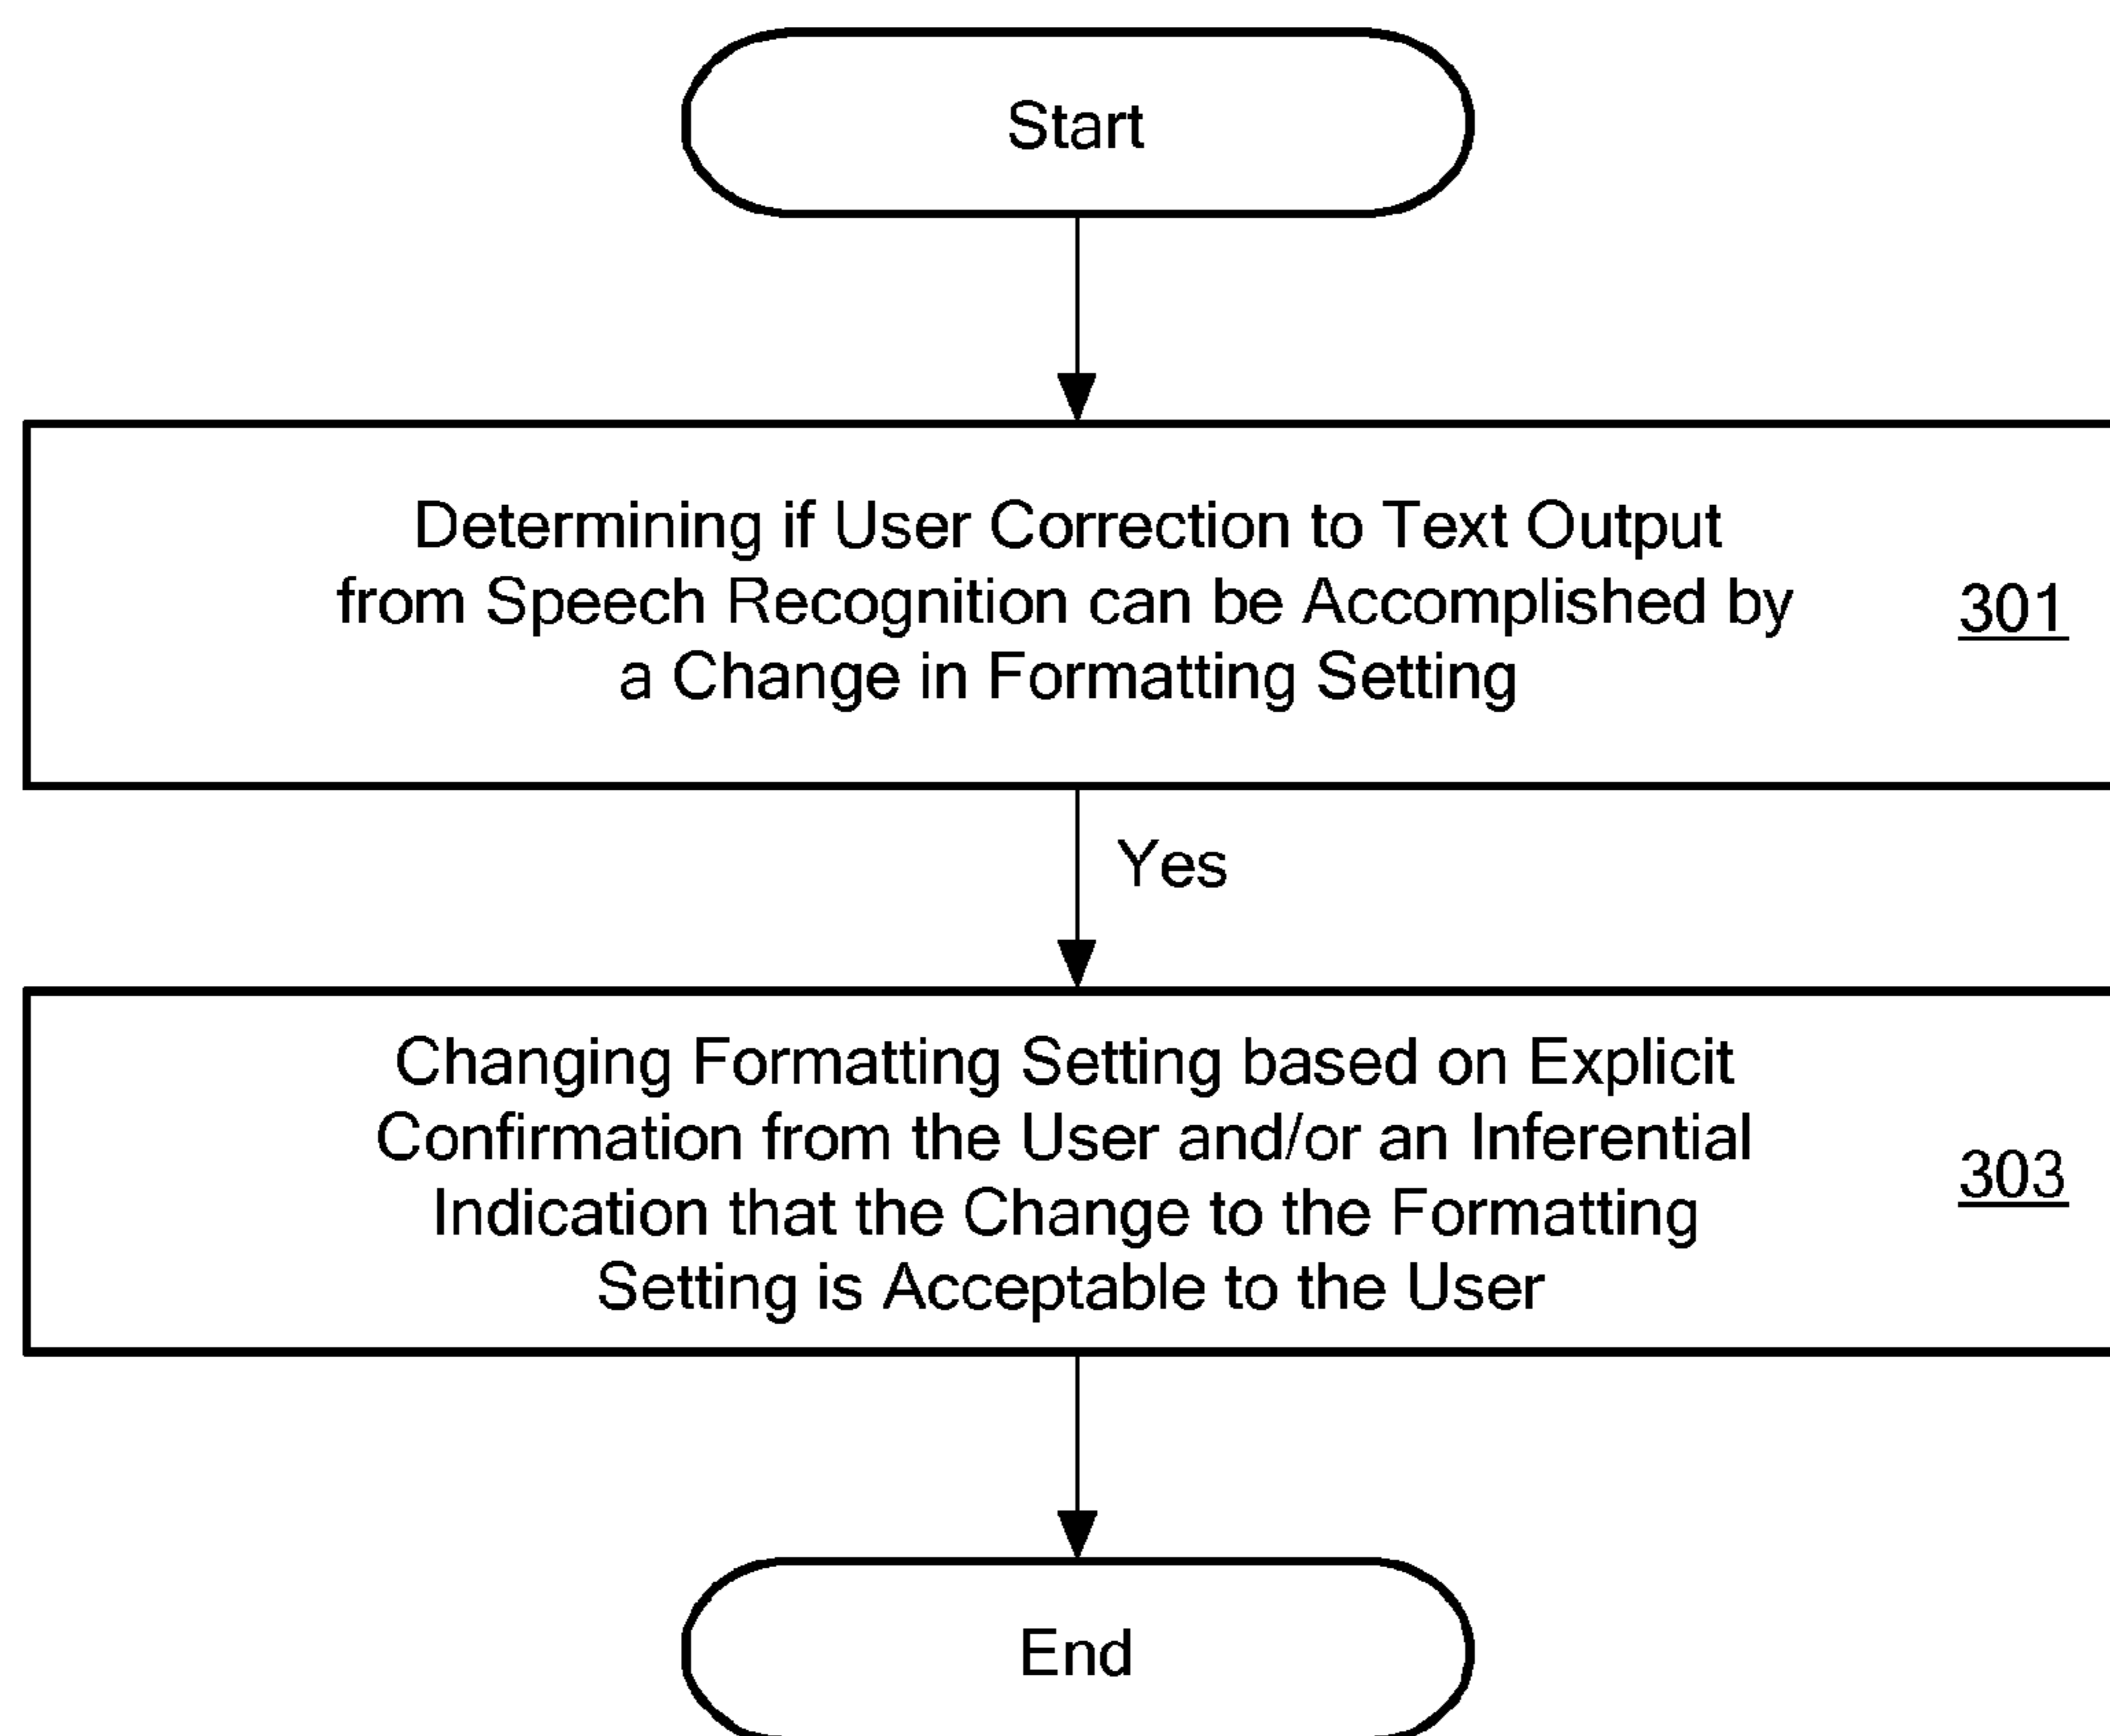 Start
Determining if User Correction to Text Output
from Speech Recognition can be Accomplished by
a Change in Formatting Setting
301
Yes
Changing Formatting Setting based on Explicit
Confirmation from the User and/or an Inferential
Indication that the Change to the Formatting
Setting is Acceptable to the User
303
End